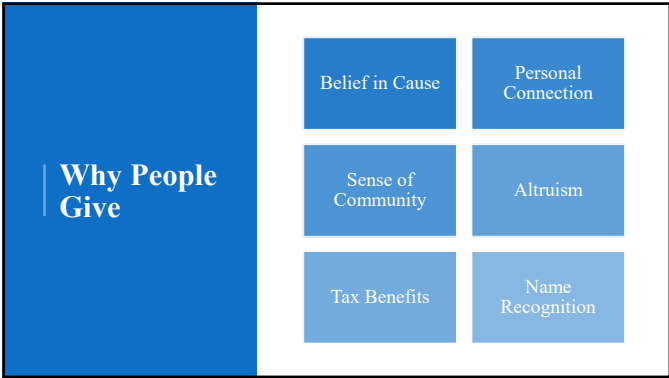 Why People
Give
Belief in Cause
Personal
Connection
Sense of
Community
Altruism
Tax Benefits
Name
Recognition